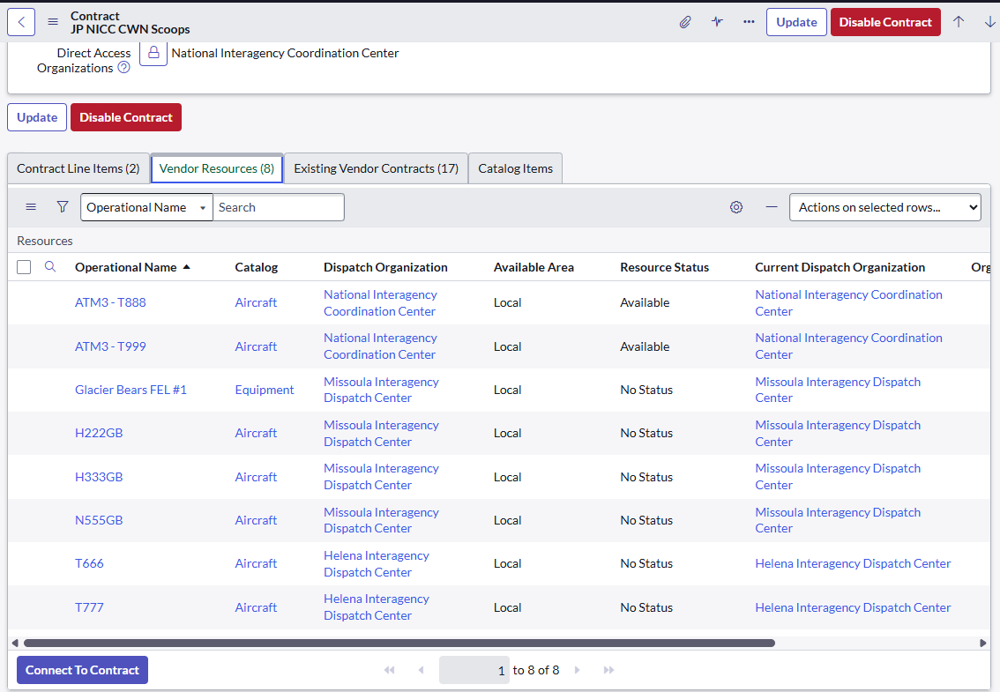 Contract
JP NICC CWN Scoops
Update
Disable Contract
Direct Access
Organizations
National Interagency Coordination Center
Update
Disable Contract
Contract Line Items (2)
Vendor Resources (8)
Existing Vendor Contracts (17)
Catalog Items
Operational Name
Search
Actions on selected rows...
Resources
Operational Name Catalog Dispatch Organization Available Area Resource Status Current Dispatch Organization Org
ATM3 - T888 Aircraft National Interagency Local Available National Interagency Coordination
Coordination Center Center
ATM3 - T999 Aircraft National Interagency Local Available National Interagency Coordination
Coordination Center Center
Glacier Bears FEL #1 Equipment Missoula Interagency Local No Status Missoula Interagency Dispatch
Dispatch Center Center
H222GB Aircraft Missoula Interagency Local No Status Missoula Interagency Dispatch
Dispatch Center Center
H333GB Aircraft Missoula Interagency Local No Status Missoula Interagency Dispatch
Dispatch Center Center
N555GB Aircraft Missoula Interagency Local No Status Missoula Interagency Dispatch
Dispatch Center Center
T666 Aircraft Helena Interagency Local No Status Helena Interagency Dispatch Center
Dispatch Center
T777 Aircraft Helena Interagency Local No Status Helena Interagency Dispatch Center
Dispatch Center
Connect To Contract
1 to 8 of 8